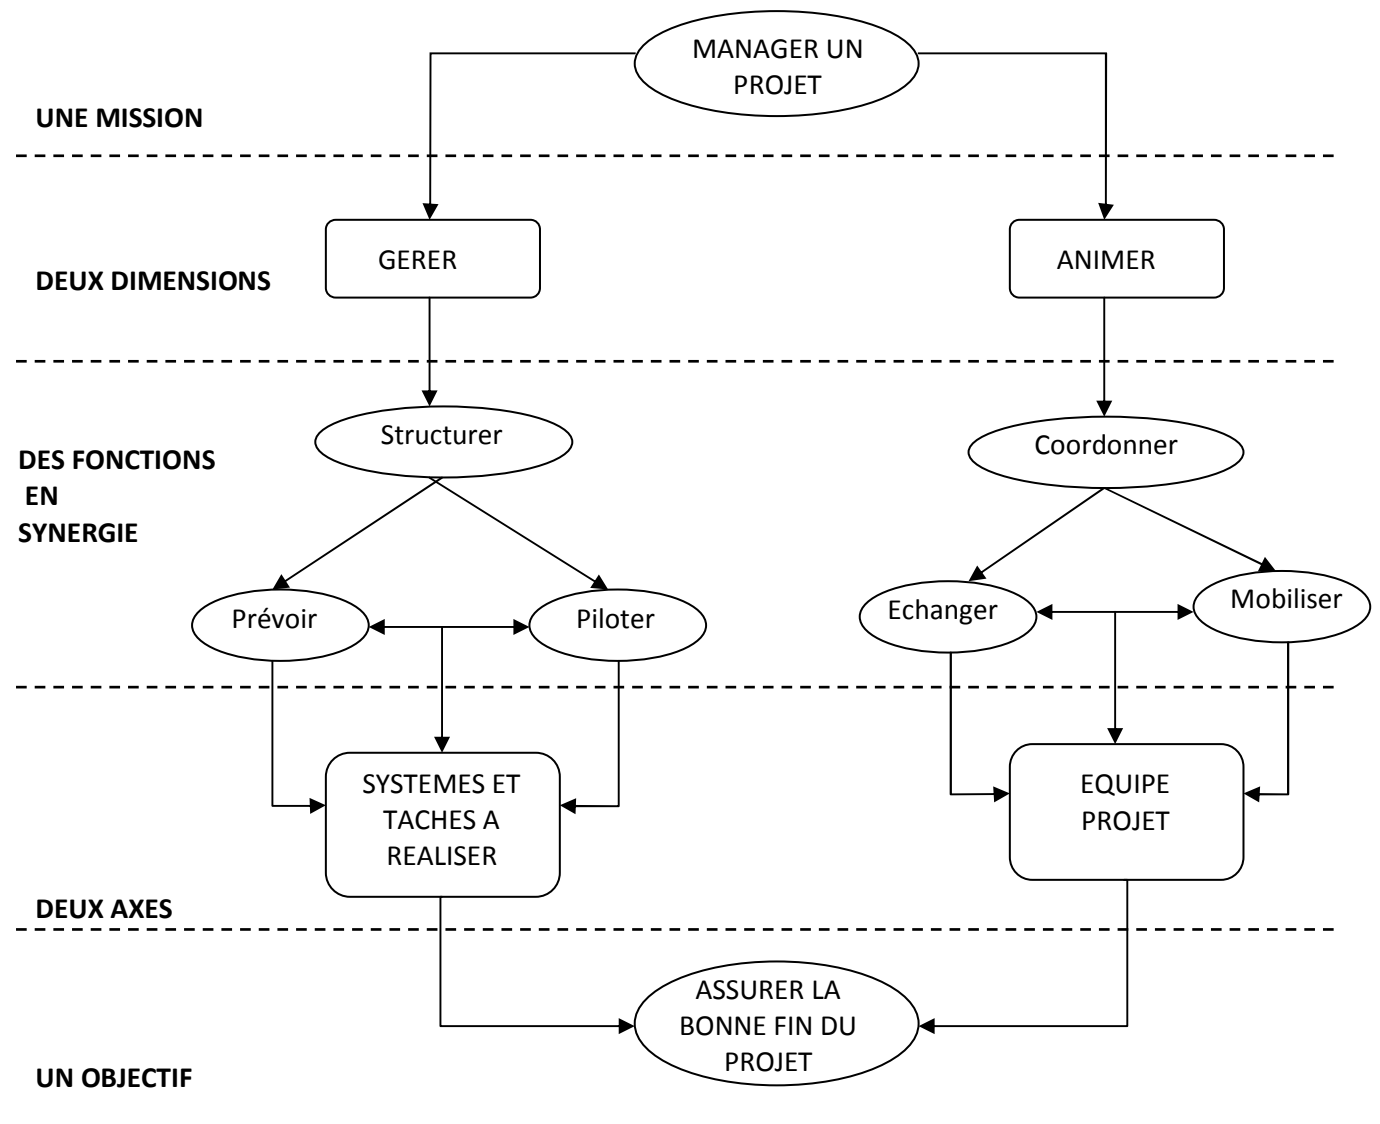 MANAGER UN
PROJET
UNE MISSION
GERER
ANIMER
DEUX DIMENSIONS
Structurer
Coordonner
DES FONCTIONS
EN
SYNERGIE
Prévoir
Piloter
Echanger
Mobiliser
SYSTEMES ET
TACHES A
REALISER
EQUIPE
PROJET
DEUX AXES
ASSURER LA
BONNE FIN DU
PROJET
UN OBJECTIF